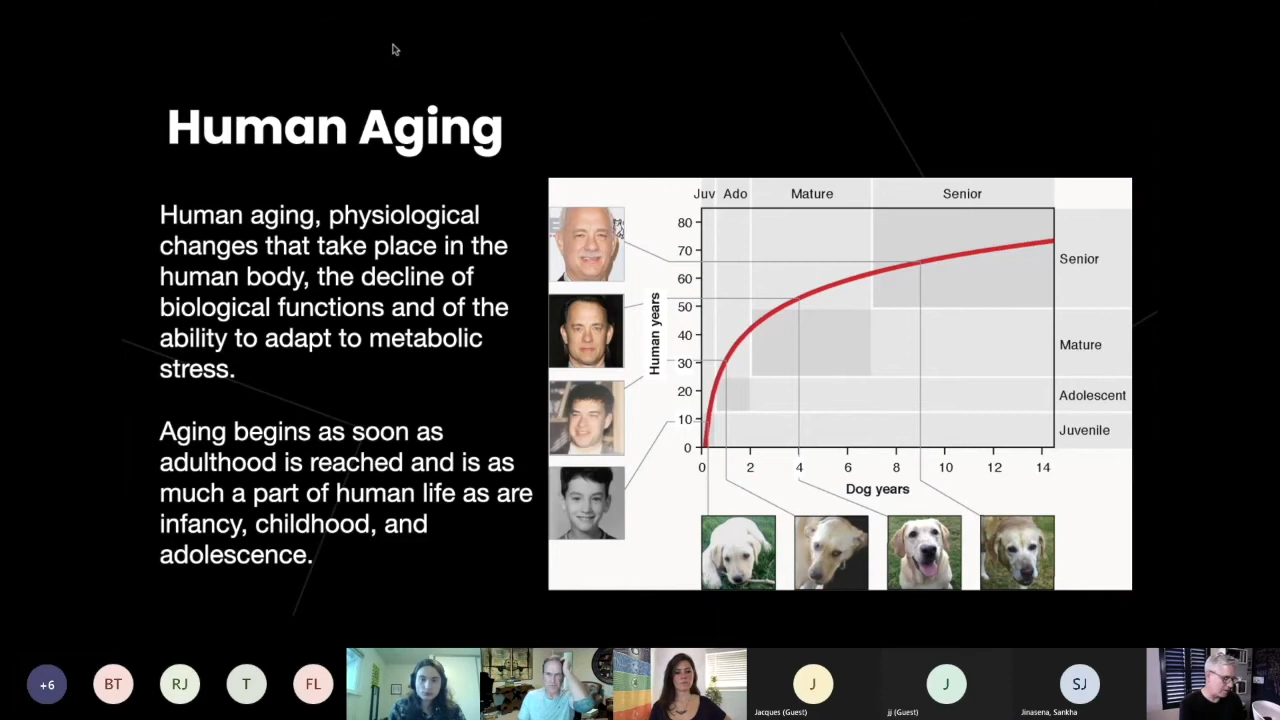 Human Aging
Human aging, physiological
changes that take place in the
human body, the decline of
biological functions and of the
ability to adapt to metabolic
stress.
Aging begins as soon as
adulthood is reached and is as
much a part of human life as are
infancy, childhood, and
adolescence.
Juv Ado Mature Senior
80
70
60
50
40
30
20
10
0
Human years
Senior
Mature
Adolescent
Juvenile
0 2 4 6 8 10 12 14
Dog years
+6 BT RJ T FL J J SJ
Jacques (Guest) jj (Guest) Jinasena, Sankha